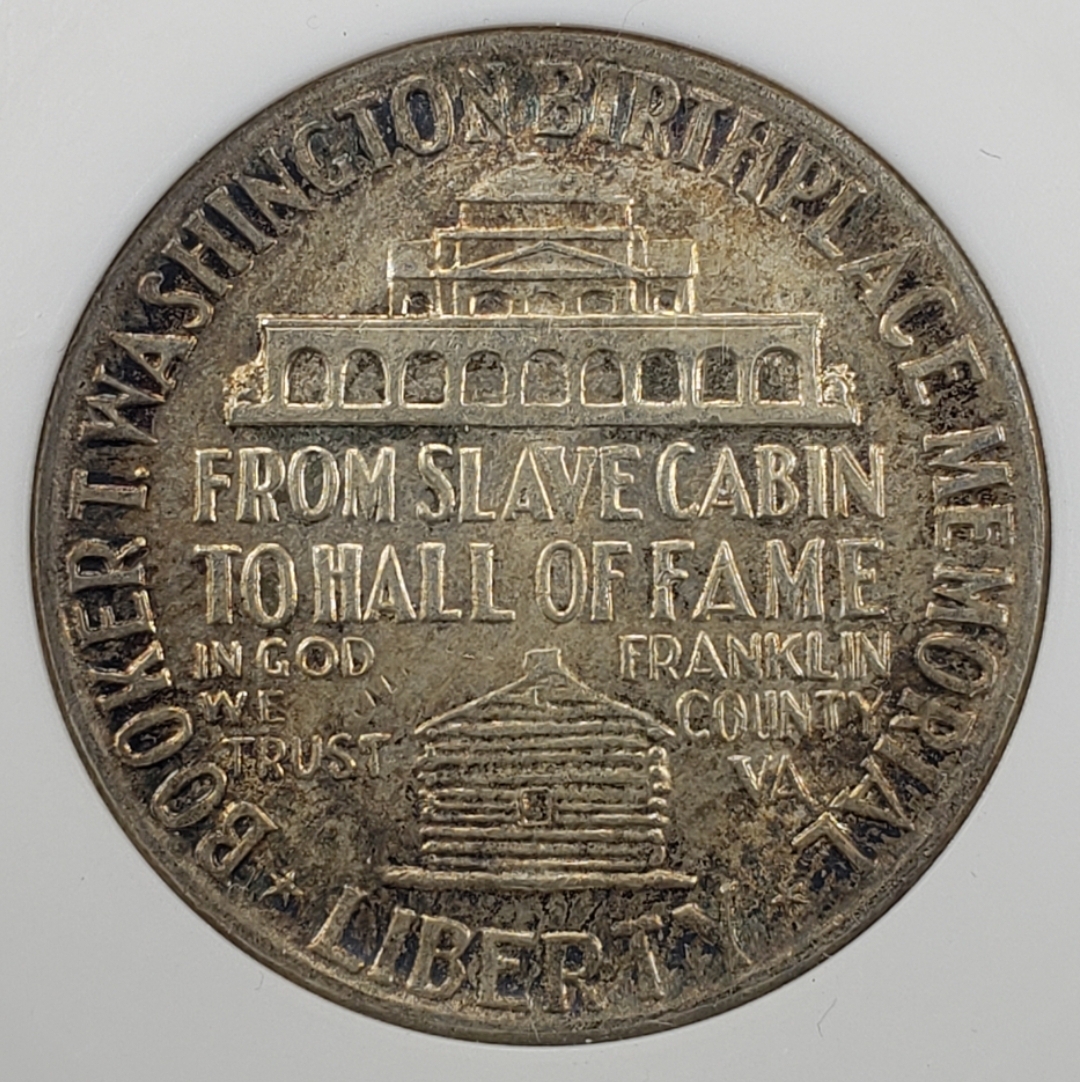 BOOKER T. WASHINGTON BIRTHPLACE MEMORIAL
FROM SLAVE CABIN
TO HALL OF FAME
IN GOD
WE
TRUST
FRANKLIN
COUNTY
VA
LIBERTY